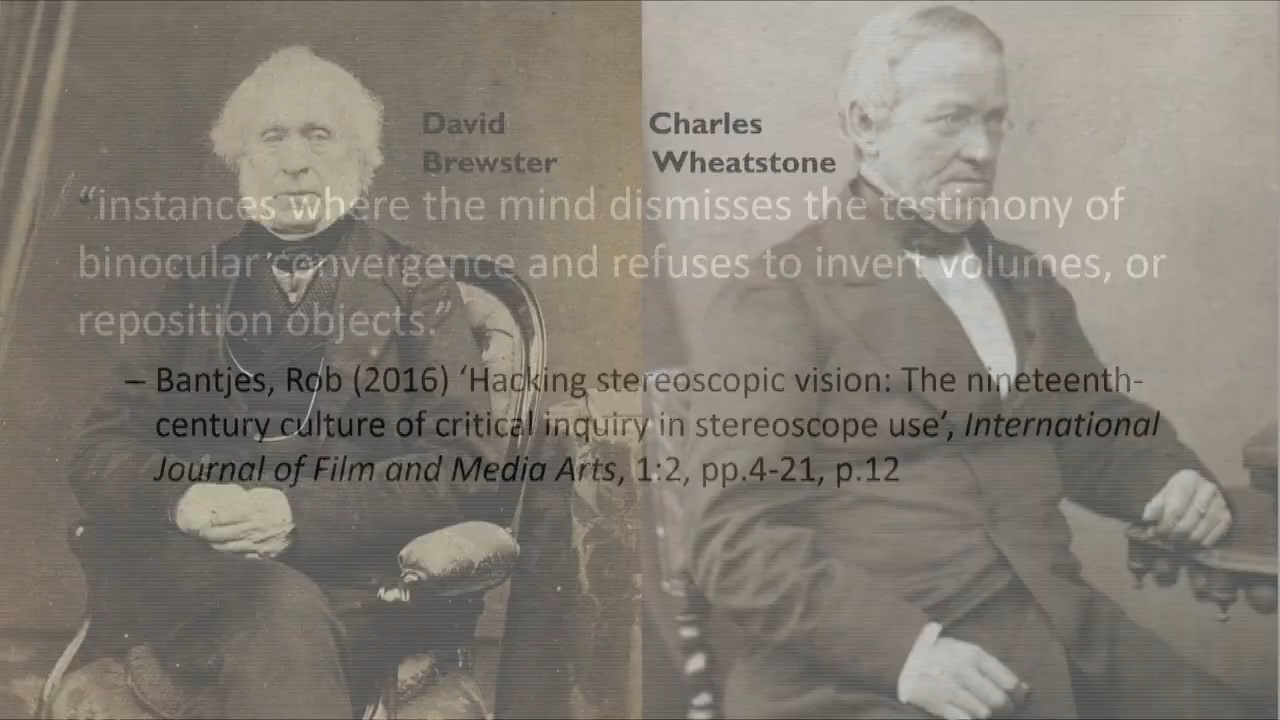 David
Brewster
Charles
Wheatstone
“instances where the mind dismisses the testimony of
binocular convergence and refuses to invert volumes, or
reposition objects.”
– Bantjes, Rob (2016) ‘Hacking stereoscopic vision: The nineteenth-
century culture of critical inquiry in stereoscope use’, International
Journal of Film and Media Arts, 1:2, pp.4-21, p.12